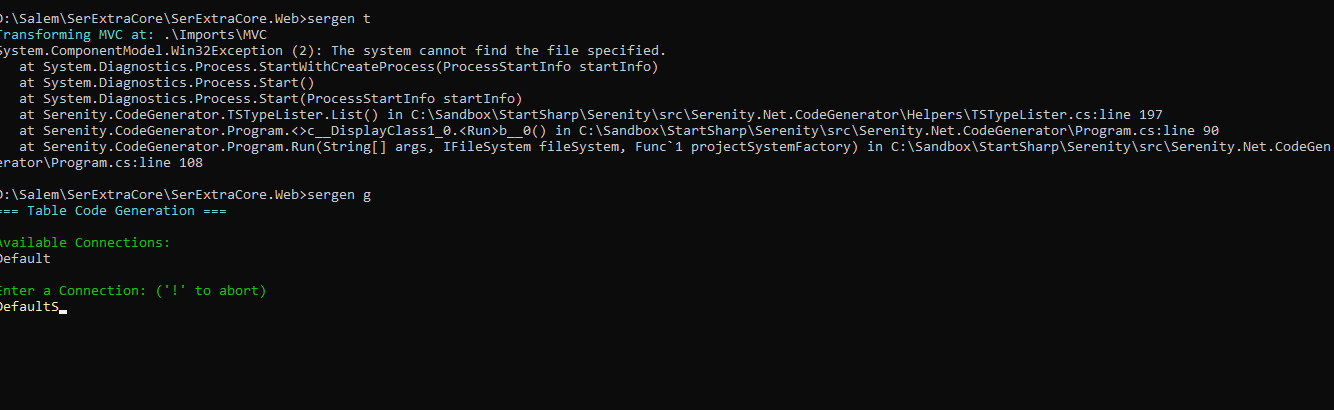 D:\Salem\SerExtraCore\SerExtraCore.Web>sergen t
Transforming MVC at: .\Imports\MVC
System.ComponentModel.Win32Exception (2): The system cannot find the file specified.
   at System.Diagnostics.Process.StartWithCreateProcess(ProcessStartInfo startInfo)
   at System.Diagnostics.Process.Start()
   at System.Diagnostics.Process.Start(ProcessStartInfo startInfo)
   at Serenity.CodeGenerator.TSTypeLister.List() in C:\Sandbox\StartSharp\Serenity\src\Serenity.Net.CodeGenerator\Helpers\TSTypeLister.cs:line 197
   at Serenity.CodeGenerator.Program.<>c__DisplayClass1_0.<Run>b__0() in C:\Sandbox\StartSharp\Serenity\src\Serenity.Net.CodeGenerator\Program.cs:line 90
   at Serenity.CodeGenerator.Program.Run(String[] args, IFileSystem fileSystem, Func`1 projectSystemFactory) in C:\Sandbox\StartSharp\Serenity\src\Serenity.Net.CodeGen
erator\Program.cs:line 108
D:\Salem\SerExtraCore\SerExtraCore.Web>sergen g
=== Table Code Generation ===
Available Connections:
Default
Enter a Connection: ('!' to abort)
DefaultS